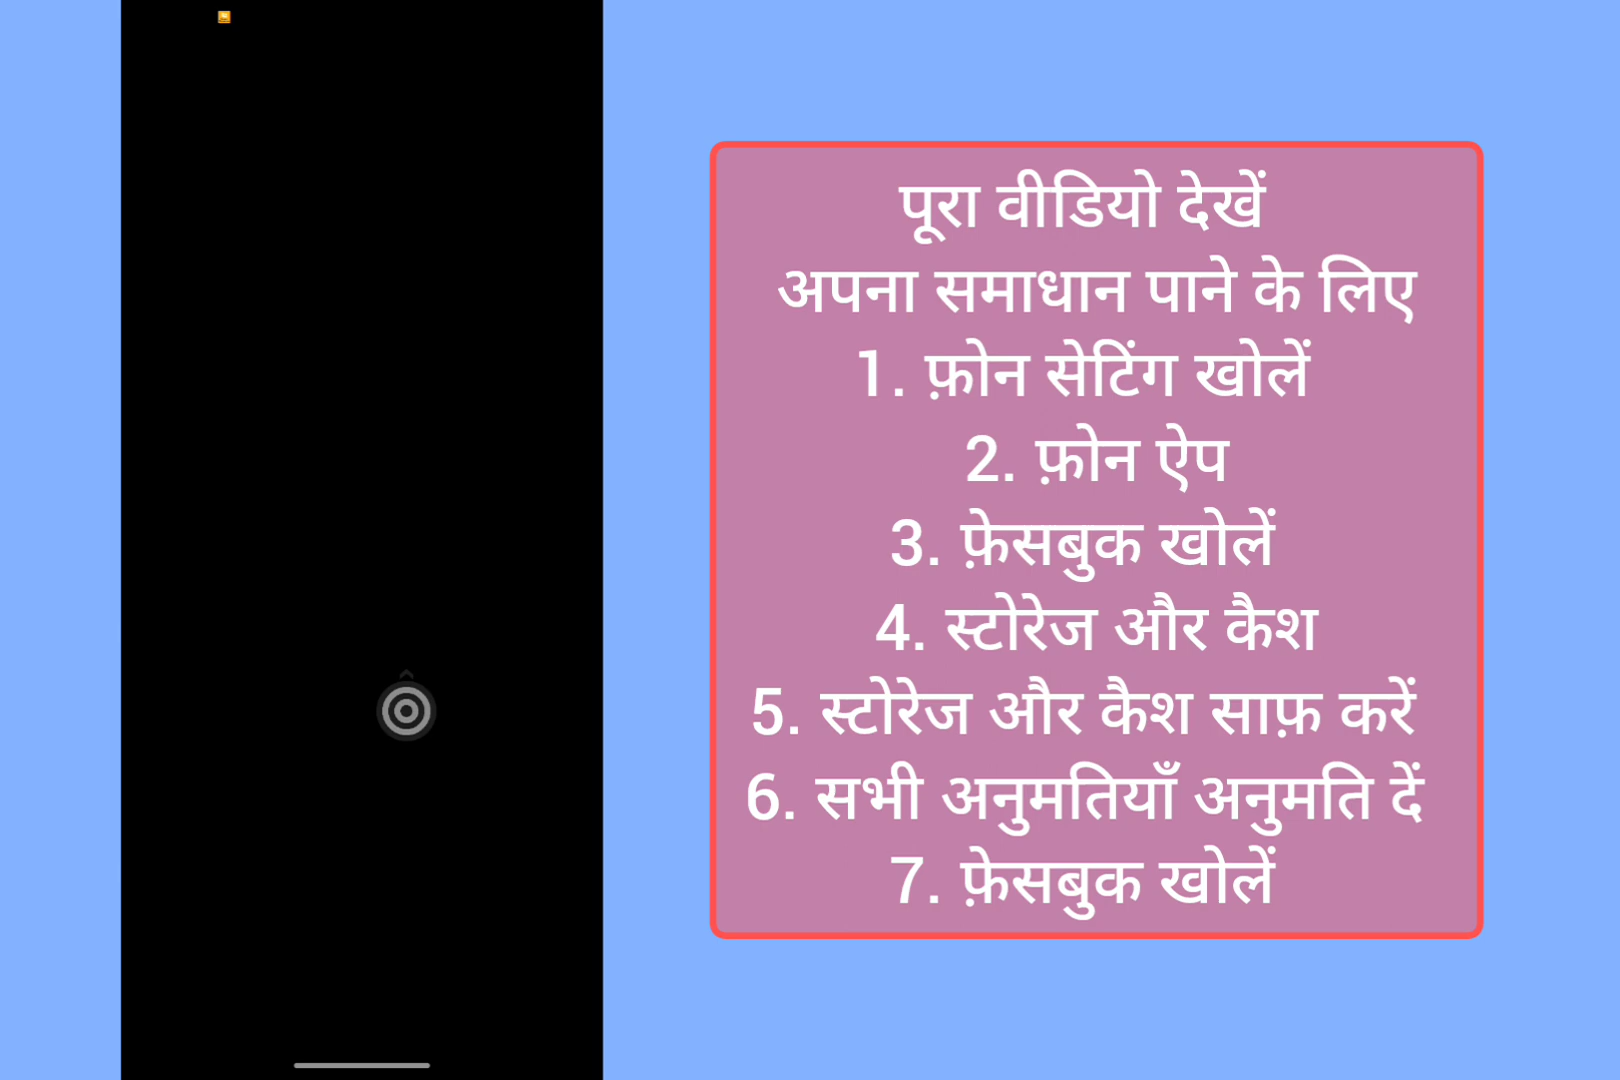 पूरा वीडियो देखें
अपना समाधान पाने के लिए
1. फ़ोन सेटिंग खोलें
2. फ़ोन ऐप
3. फ़ेसबुक खोलें
4. स्टोरेज और कैश
5. स्टोरेज और कैश साफ़ करें
6. सभी अनुमतियाँ अनुमति दें
7. फ़ेसबुक खोलें